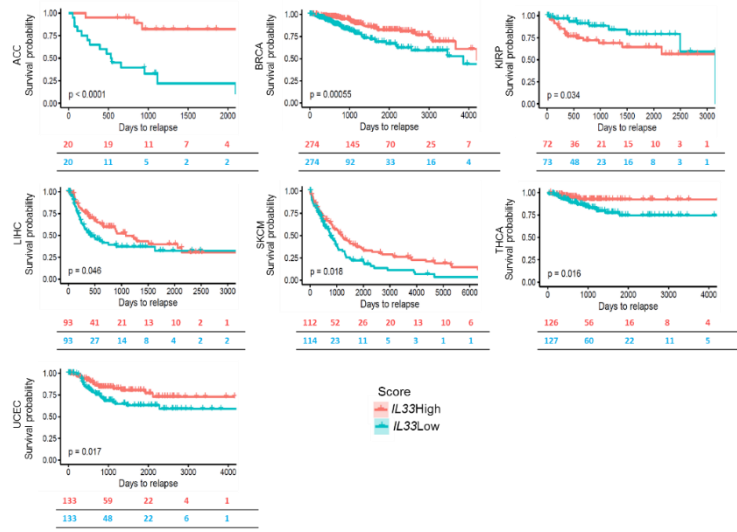 ACC
Survival probability
1.00
0.75
0.50
0.25
0.00
p < 0.0001
0 500 1000 1500 2000
Days to relapse
20 19 11 7 4
20 11 5 2 2
BRCA
Survival probability
1.00
0.75
0.50
0.25
0.00
p = 0.00055
0 1000 2000 3000 4000
Days to relapse
274 145 70 25 7
274 92 33 16 4
KIRP
Survival probability
1.00
0.75
0.50
0.25
0.00
p = 0.034
0 500 1000 1500 2000 2500 3000
Days to relapse
72 36 21 15 10 3 1
73 48 23 16 8 3 1
LIHC
Survival probability
1.00
0.75
0.50
0.25
0.00
p = 0.046
0 500 1000 1500 2000 2500 3000
Days to relapse
93 41 21 13 10 2 1
93 27 14 8 4 2 2
SKCM
Survival probability
1.00
0.75
0.50
0.25
0.00
p = 0.018
0 1000 2000 3000 4000 5000 6000
Days to relapse
112 52 26 20 13 10 6
114 23 11 5 3 1 1
THCA
Survival probability
1.00
0.75
0.50
0.25
0.00
p = 0.016
0 1000 2000 3000 4000
Days to relapse
126 56 16 8 4
127 60 22 11 5
UCEC
Survival probability
1.00
0.75
0.50
0.25
0.00
p = 0.017
0 1000 2000 3000 4000
Days to relapse
133 59 22 4 1
133 48 22 6 1
Score
IL33High
IL33Low